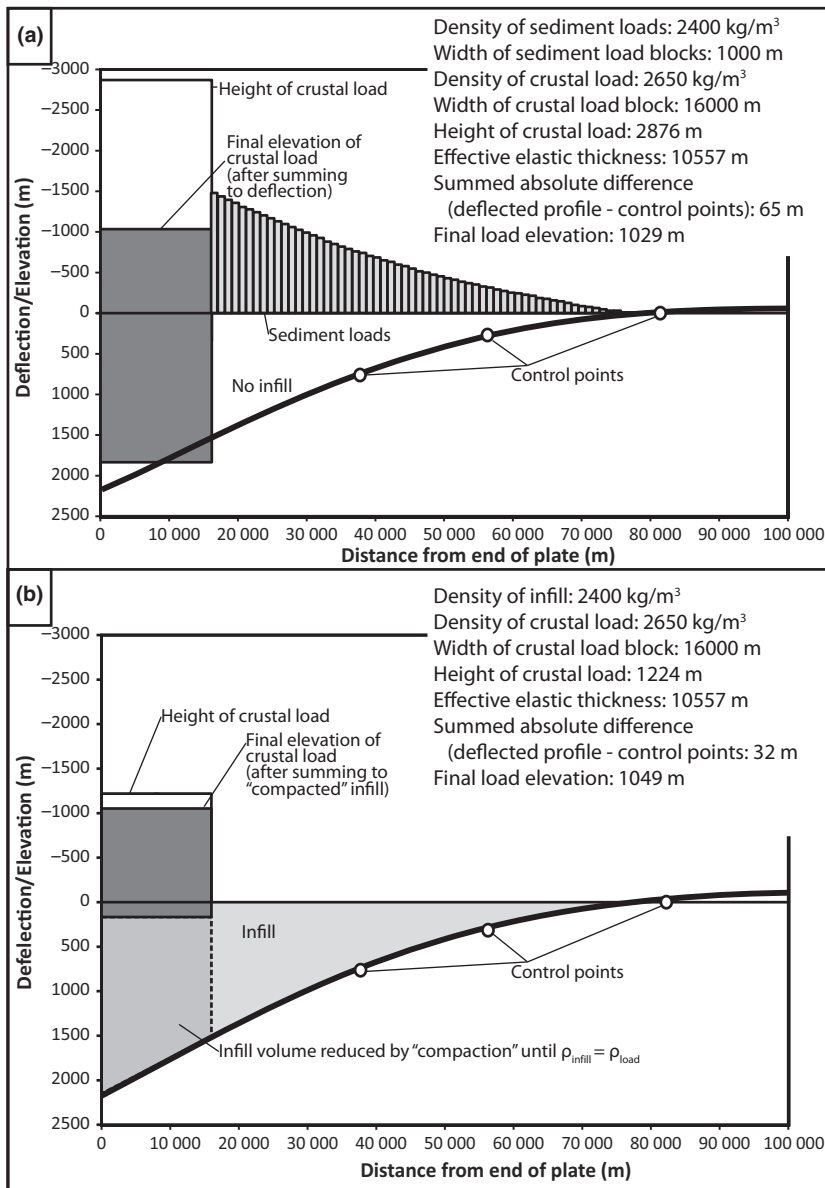 (a)
Density of sediment loads: 2400 kg/m³
Width of sediment load blocks: 1000 m
Density of crustal load: 2650 kg/m³
Width of crustal load block: 16000 m
Height of crustal load: 2876 m
Effective elastic thickness: 10557 m
Summed absolute difference
(deflected profile - control points): 65 m
Final load elevation: 1029 m
Height of crustal load
Final elevation of
crustal load
(after summing
to deflection)
Sediment loads
No infill
Control points
Deflection/Elevation (m)
−3000
−2500
−2000
−1500
−1000
−500
0
500
1000
1500
2000
2500
0 10 000 20 000 30 000 40 000 50 000 60 000 70 000 80 000 90 000 100 000
Distance from end of plate (m)
(b)
Density of infill: 2400 kg/m³
Density of crustal load: 2650 kg/m³
Width of crustal load block: 16000 m
Height of crustal load: 1224 m
Effective elastic thickness: 10557 m
Summed absolute difference
(deflected profile - control points: 32 m
Final load elevation: 1049 m
Height of crustal load
Final elevation of
crustal load
(after summing to
"compacted" infill)
Infill
Control points
Infill volume reduced by "compaction" until ρinfill = ρload
Defelection/Elevation (m)
−3000
−2500
−2000
−1500
−1000
−500
0
500
1000
1500
2000
2500
0 10 000 20 000 30 000 40 000 50 000 60 000 70 000 80 000 90 000 100 000
Distance from end of plate (m)